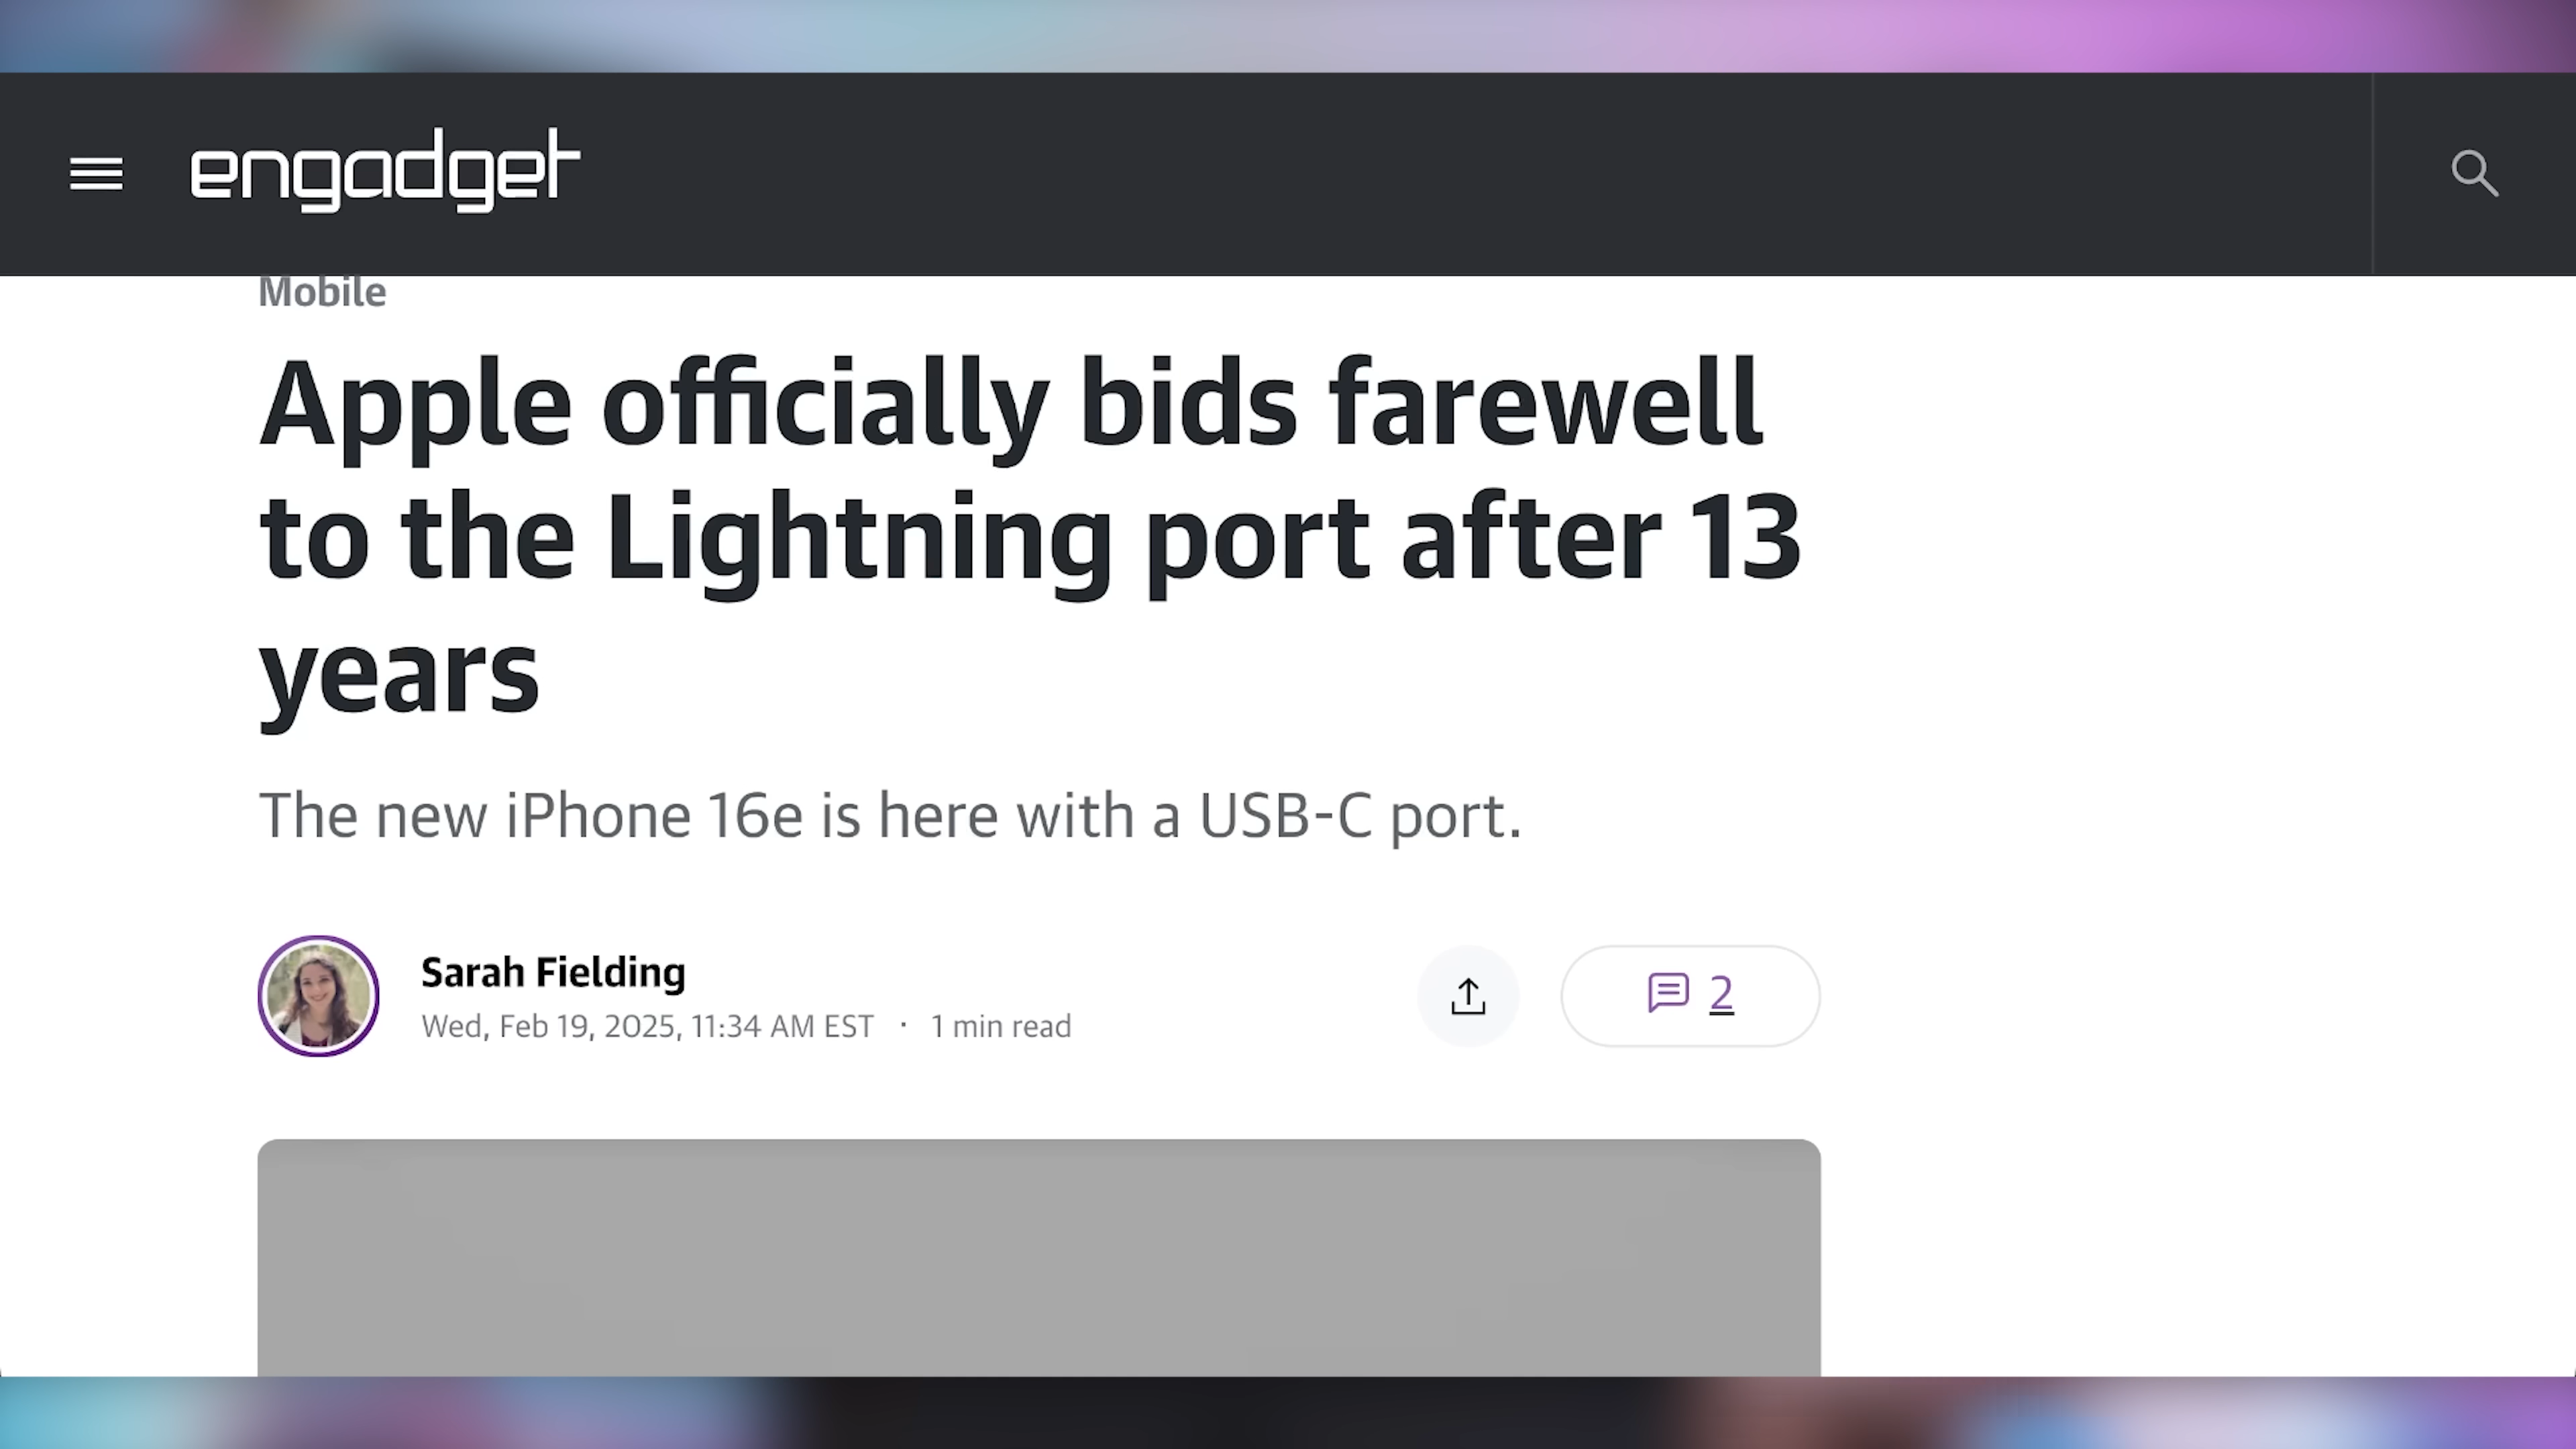 engadget
Mobile
Apple officially bids farewell
to the Lightning port after 13
years
The new iPhone 16e is here with a USB-C port.
Sarah Fielding
Wed, Feb 19, 2025, 11:34 AM EST · 1 min read
2